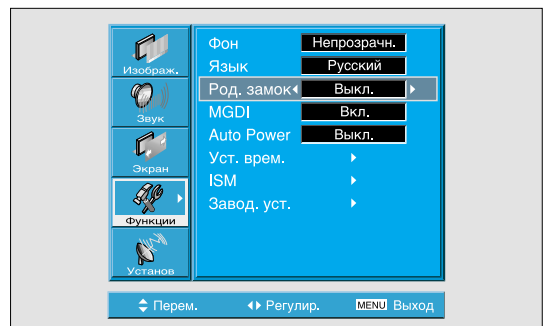 Изображ.
Звук
Экран
Функции
Установ
Фон Непрозрачн.
Язык Русский
Род. замок Выкл.
MGDI Вкл.
Auto Power Выкл.
Уст. врем.
ISM
Завод. уст.
Перем. Регулир. MENU Выход